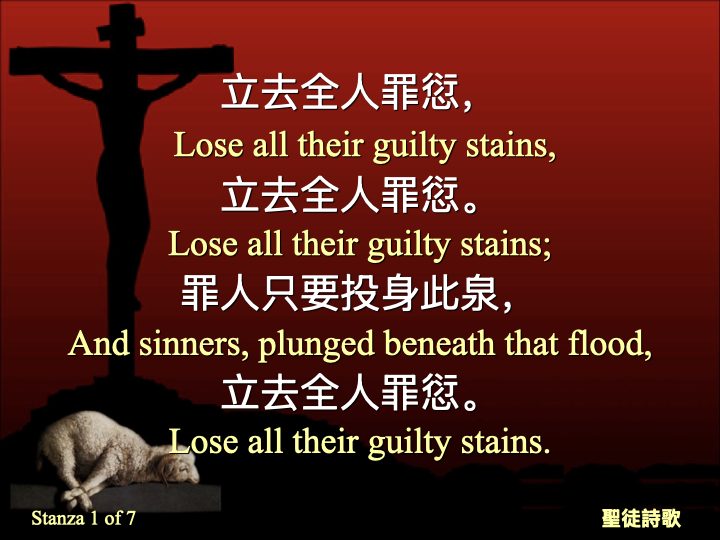 立去全人罪愆，
Lose all their guilty stains,
立去全人罪愆。
Lose all their guilty stains;
罪人只要投身此泉，
And sinners, plunged beneath that flood,
立去全人罪愆。
Lose all their guilty stains.
Stanza 1 of 7
聖徒詩歌